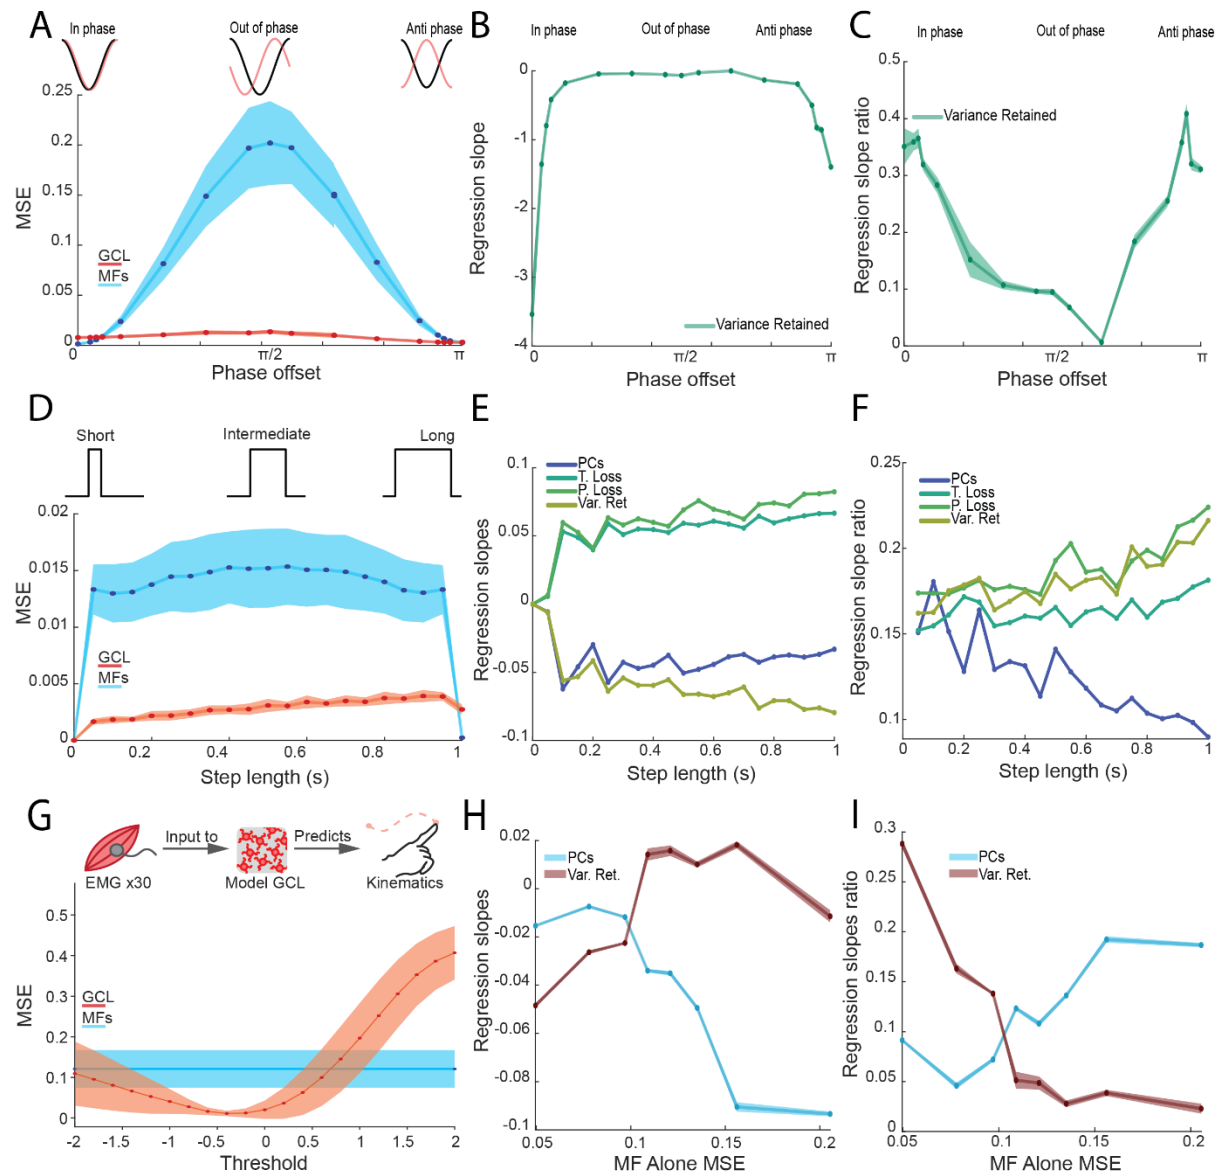 A
In phase
Out of phase
Anti phase
0.25
0.2
0.15
0.1
0.05
0
MSE
GCL
MFs
0
π/2
π
Phase offset
B
In phase
Out of phase
Anti phase
0
-1
-2
-3
-4
Regression slope
Variance Retained
0
π/2
π
Phase offset
C
In phase
Out of phase
Anti phase
0.5
0.4
0.3
0.2
0.1
0
Regression slope ratio
Variance Retained
0
π/2
π
Phase offset
D
Short
Intermediate
Long
0.02
0.015
0.01
0.005
0
MSE
GCL
MFs
0
0.2
0.4
0.6
0.8
1
Step length (s)
E
0.1
0.05
0
-0.05
-0.1
Regression slopes
PCs
T. Loss
P. Loss
Var. Ret
0
0.2
0.4
0.6
0.8
1
Step length (s)
F
0.25
0.2
0.15
0.1
Regression slope ratio
PCs
T. Loss
P. Loss
Var. Ret
0
0.2
0.4
0.6
0.8
1
Step length (s)
G
Input to
Predicts
EMG x30
Model GCL
Kinematics
0.5
0.4
0.3
0.2
0.1
0
MSE
GCL
MFs
-2
-1
-0.5
0
0.5
1
2
Threshold
H
0.02
0
-0.02
-0.04
-0.06
-0.08
-0.1
Regression slopes
PCs
Var. Ret.
0.05
0.1
0.15
0.2
MF Alone MSE
I
0.3
0.25
0.2
0.15
0.1
0.05
0
Regression slopes ratio
PCs
Var. Ret.
0.05
0.1
0.15
0.2
MF Alone MSE